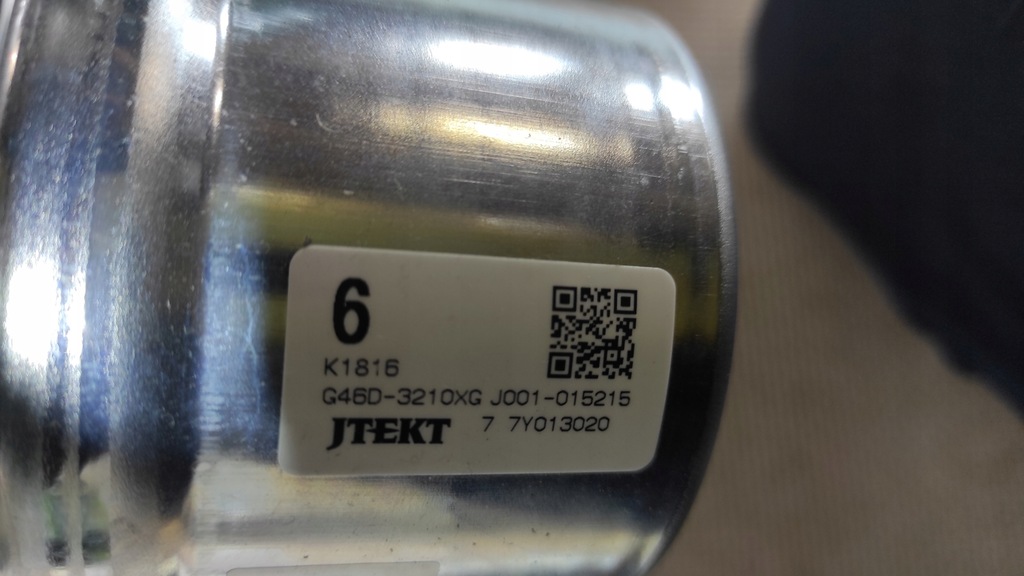 6
K1816
G46D-3210XG J001-015215
JTEKT 7 7Y013020